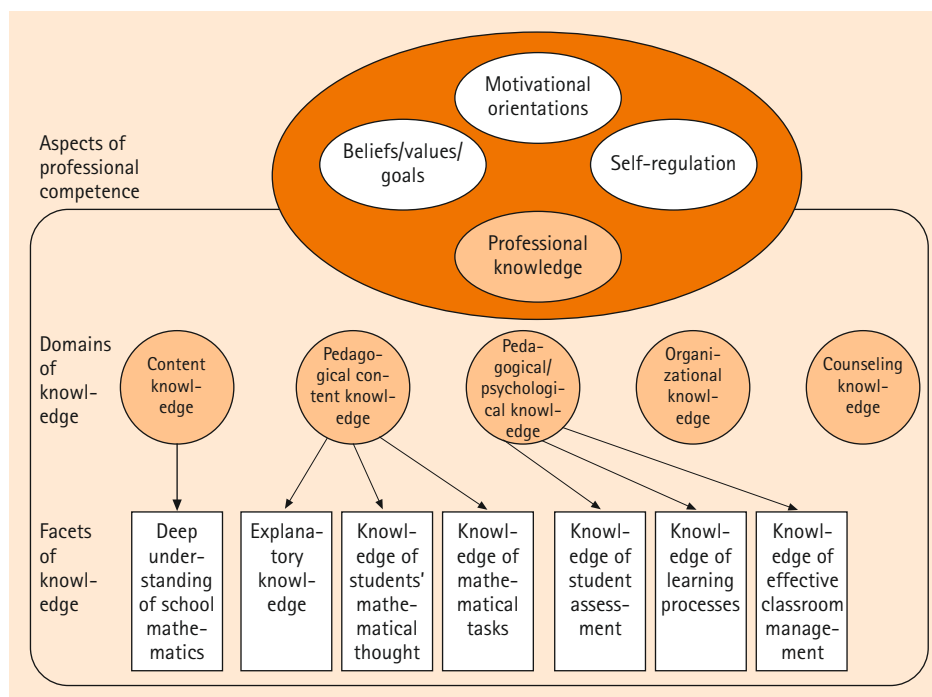 Motivational
orientations
Aspects of
professional
competence
Beliefs/values/
goals
Self-regulation
Professional
knowledge
Domains
of
knowl-
edge
Content
knowl-
edge
Pedago-
gical con-
tent knowl-
edge
Peda-
gogical/
psychologi-
cal knowl-
edge
Organi-
zational
knowl-
edge
Counseling
knowl-
edge
Facets
of
knowl-
edge
Deep
under-
standing
of school
mathe-
matics
Explana-
tory
knowl-
edge
Knowl-
edge of
students'
mathe-
matical
thought
Knowl-
edge of
mathe-
matical
tasks
Knowl-
edge of
student
assess-
ment
Knowl-
edge of
learning
processes
Knowl-
edge of
effective
classroom
manage-
ment